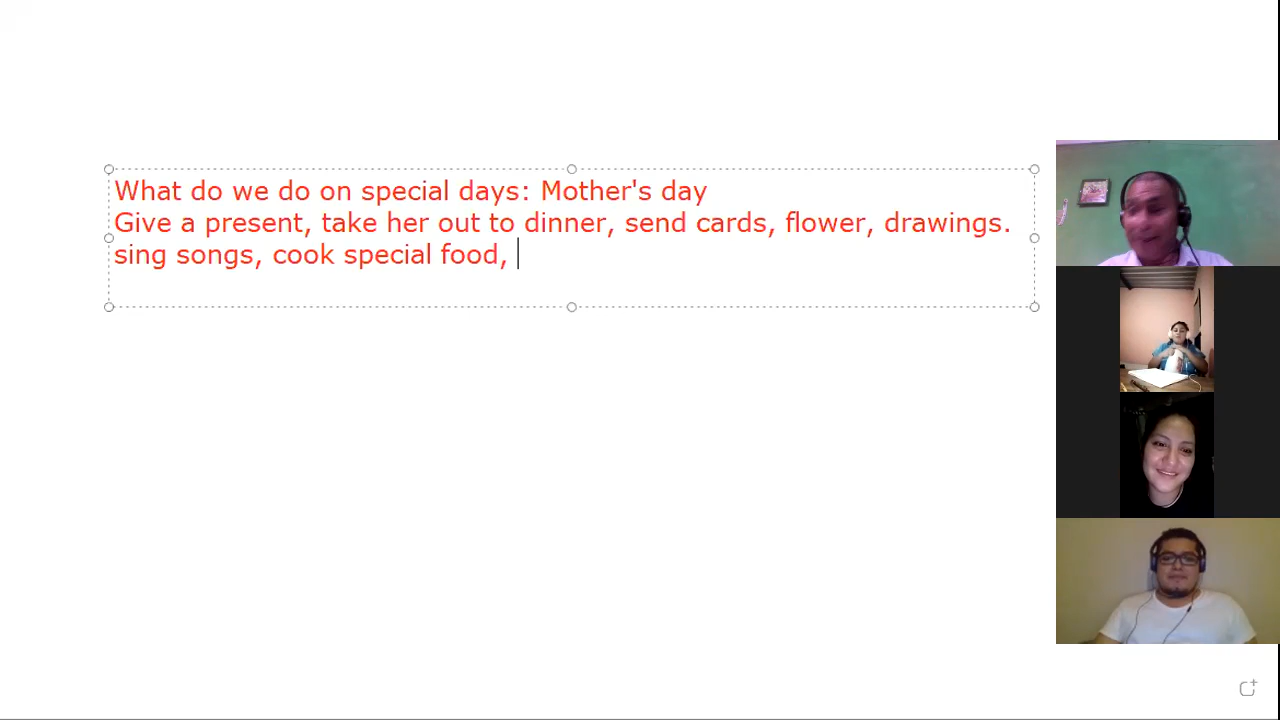 What do we do on special days: Mother's day
Give a present, take her out to dinner, send cards, flower, drawings.
sing songs, cook special food,